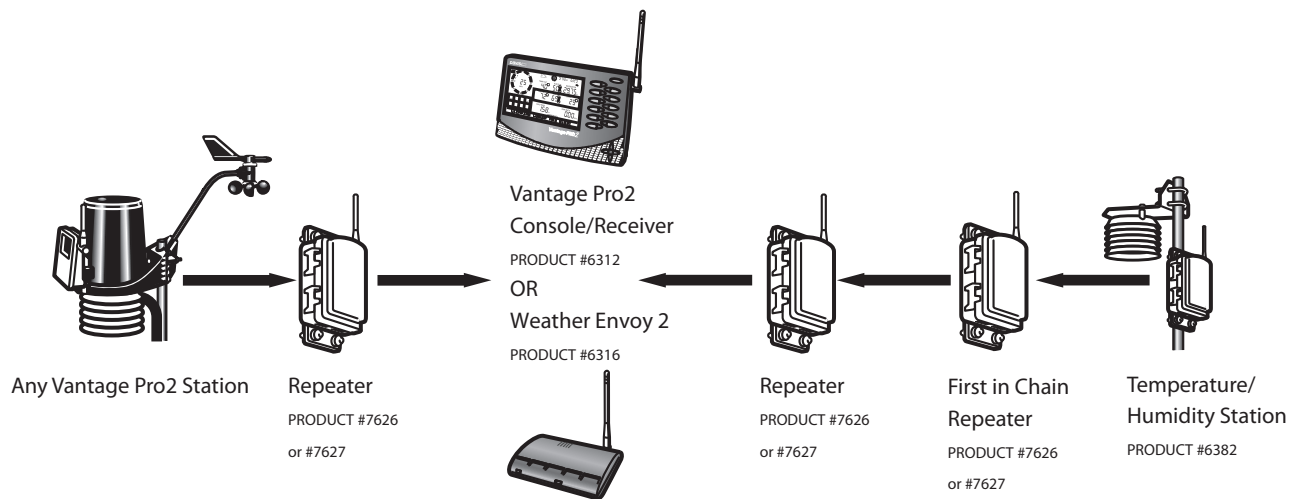 Vantage Pro2
Console/Receiver
PRODUCT #6312
OR
Weather Envoy 2
PRODUCT #6316
Any Vantage Pro2 Station
Repeater
PRODUCT #7626
or #7627
Repeater
PRODUCT #7626
or #7627
First in Chain
Repeater
PRODUCT #7626
or #7627
Temperature/
Humidity Station
PRODUCT #6382